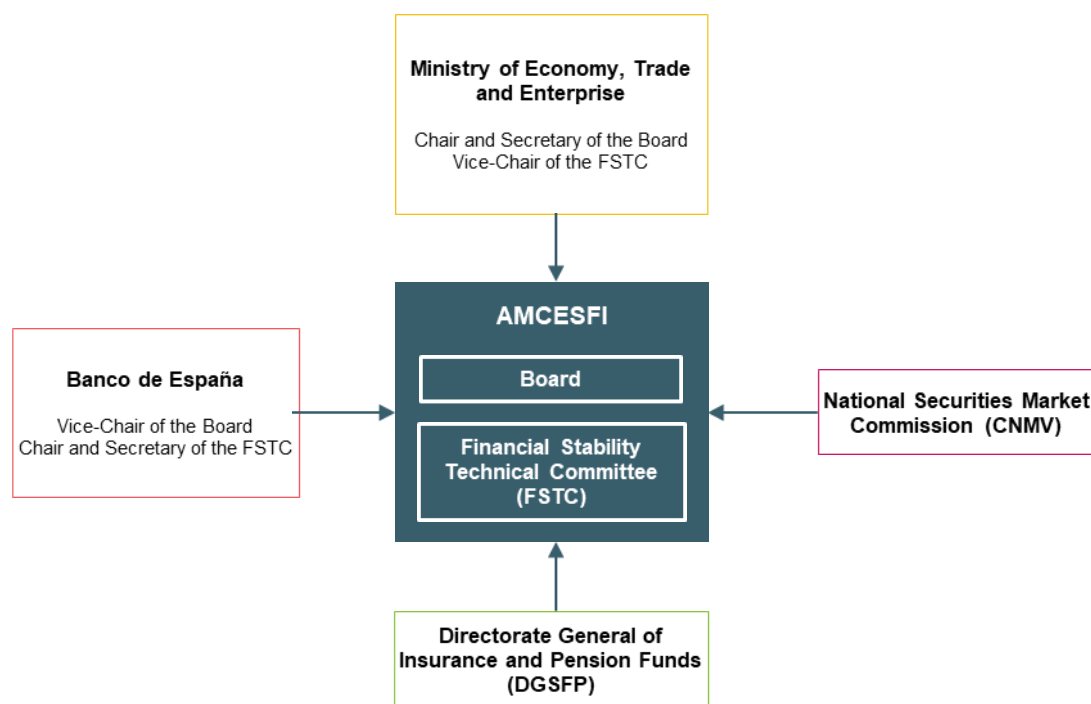 Ministry of Economy, Trade
and Enterprise
Chair and Secretary of the Board
Vice-Chair of the FSTC
AMCESFI
Board
Financial Stability
Technical Committee
(FSTC)
Banco de España
Vice-Chair of the Board
Chair and Secretary of the FSTC
National Securities Market
Commission (CNMV)
Directorate General of
Insurance and Pension Funds
(DGSFP)